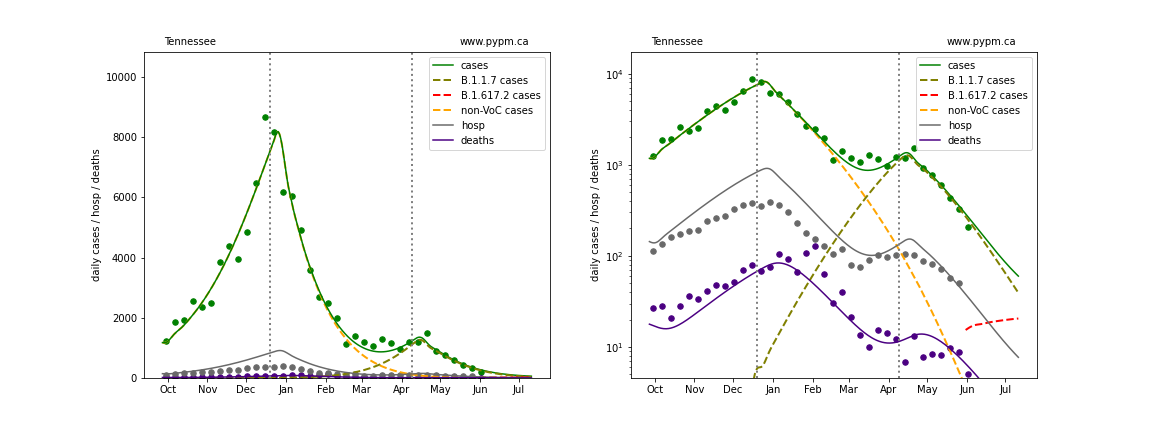 Tennessee www.pypm.ca
cases
B.1.1.7 cases
B.1.617.2 cases
non-VoC cases
hosp
deaths
daily cases / hosp / deaths
10000
8000
6000
4000
2000
0
Oct Nov Dec Jan Feb Mar Apr May Jun Jul
Tennessee www.pypm.ca
cases
B.1.1.7 cases
B.1.617.2 cases
non-VoC cases
hosp
deaths
daily cases / hosp / deaths
10⁴
10³
10²
10¹
Oct Nov Dec Jan Feb Mar Apr May Jun Jul